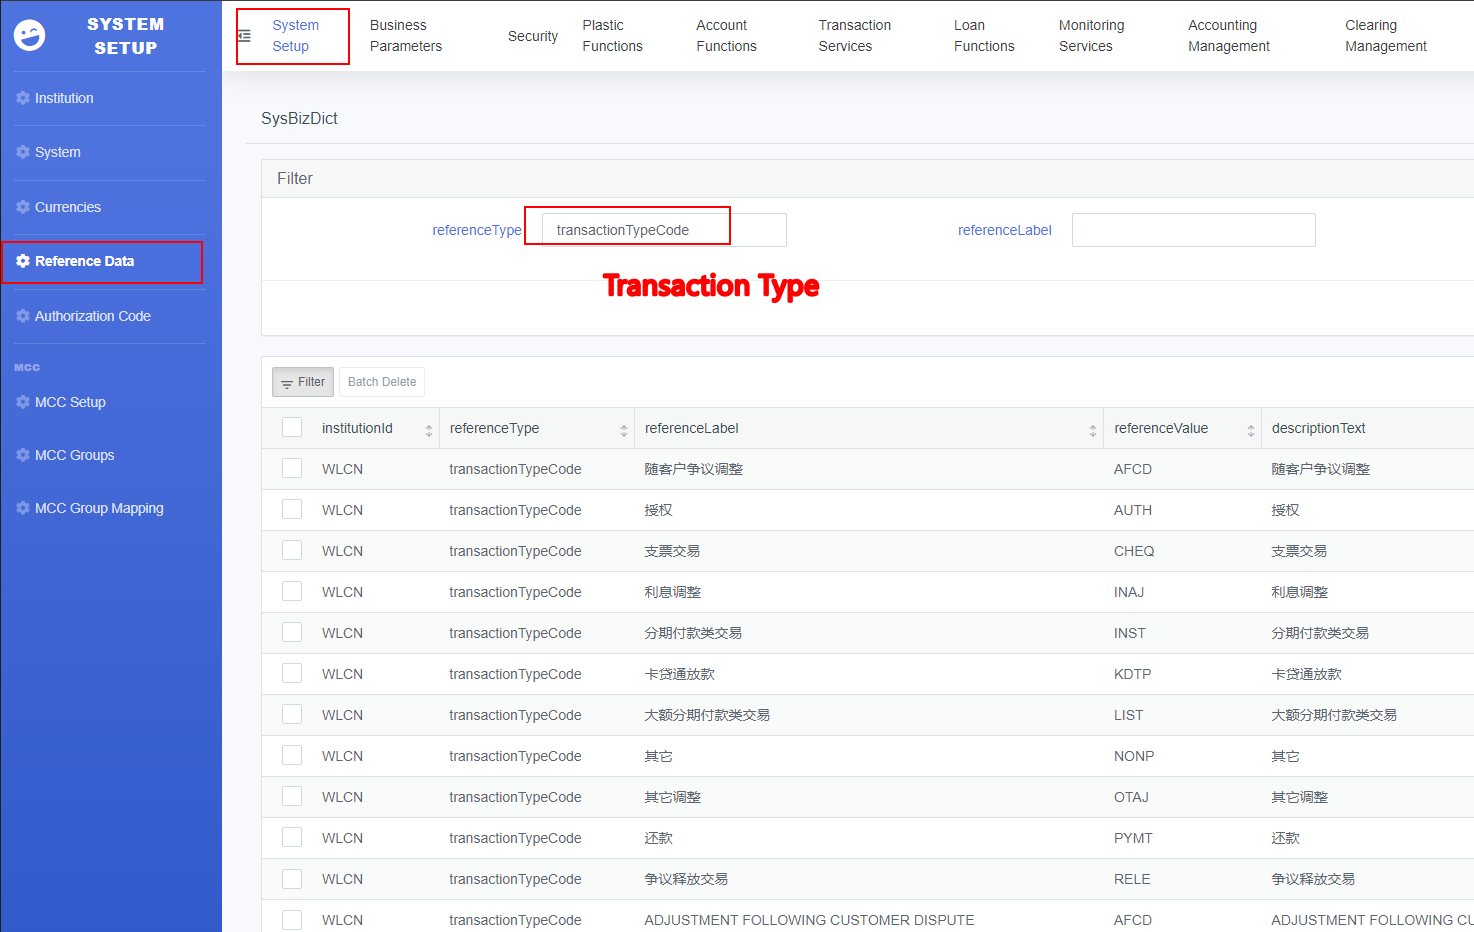 SYSTEM
SETUP
System
Setup
Business
Parameters
Security
Plastic
Functions
Account
Functions
Transaction
Services
Loan
Functions
Monitoring
Services
Accounting
Management
Clearing
Management
Institution
System
Currencies
Reference Data
Authorization Code
MCC
MCC Setup
MCC Groups
MCC Group Mapping
SysBizDict
Filter
referenceType transactionTypeCode referenceLabel
Transaction Type
Filter Batch Delete
institutionId referenceType referenceLabel referenceValue descriptionText
WLCN transactionTypeCode 随客户争议调整 AFCD 随客户争议调整
WLCN transactionTypeCode 授权 AUTH 授权
WLCN transactionTypeCode 支票交易 CHEQ 支票交易
WLCN transactionTypeCode 利息调整 INAJ 利息调整
WLCN transactionTypeCode 分期付款类交易 INST 分期付款类交易
WLCN transactionTypeCode 卡贷通放款 KDTP 卡贷通放款
WLCN transactionTypeCode 大额分期付款类交易 LIST 大额分期付款类交易
WLCN transactionTypeCode 其它 NONP 其它
WLCN transactionTypeCode 其它调整 OTAJ 其它调整
WLCN transactionTypeCode 还款 PYMT 还款
WLCN transactionTypeCode 争议释放交易 RELE 争议释放交易
WLCN transactionTypeCode ADJUSTMENT FOLLOWING CUSTOMER DISPUTE AFCD ADJUSTMENT FOLLOWING CU